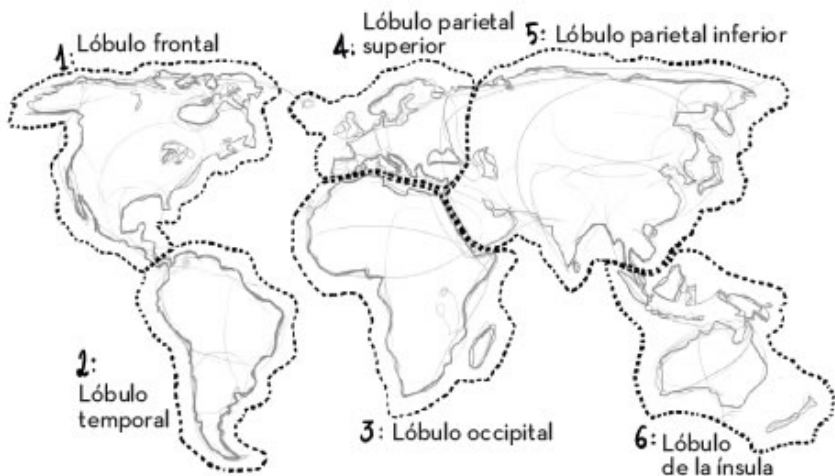 1: Lóbulo frontal
4: Lóbulo parietal
superior
5: Lóbulo parietal inferior
2:
Lóbulo
temporal
3: Lóbulo occipital
6: Lóbulo
de la ínsula